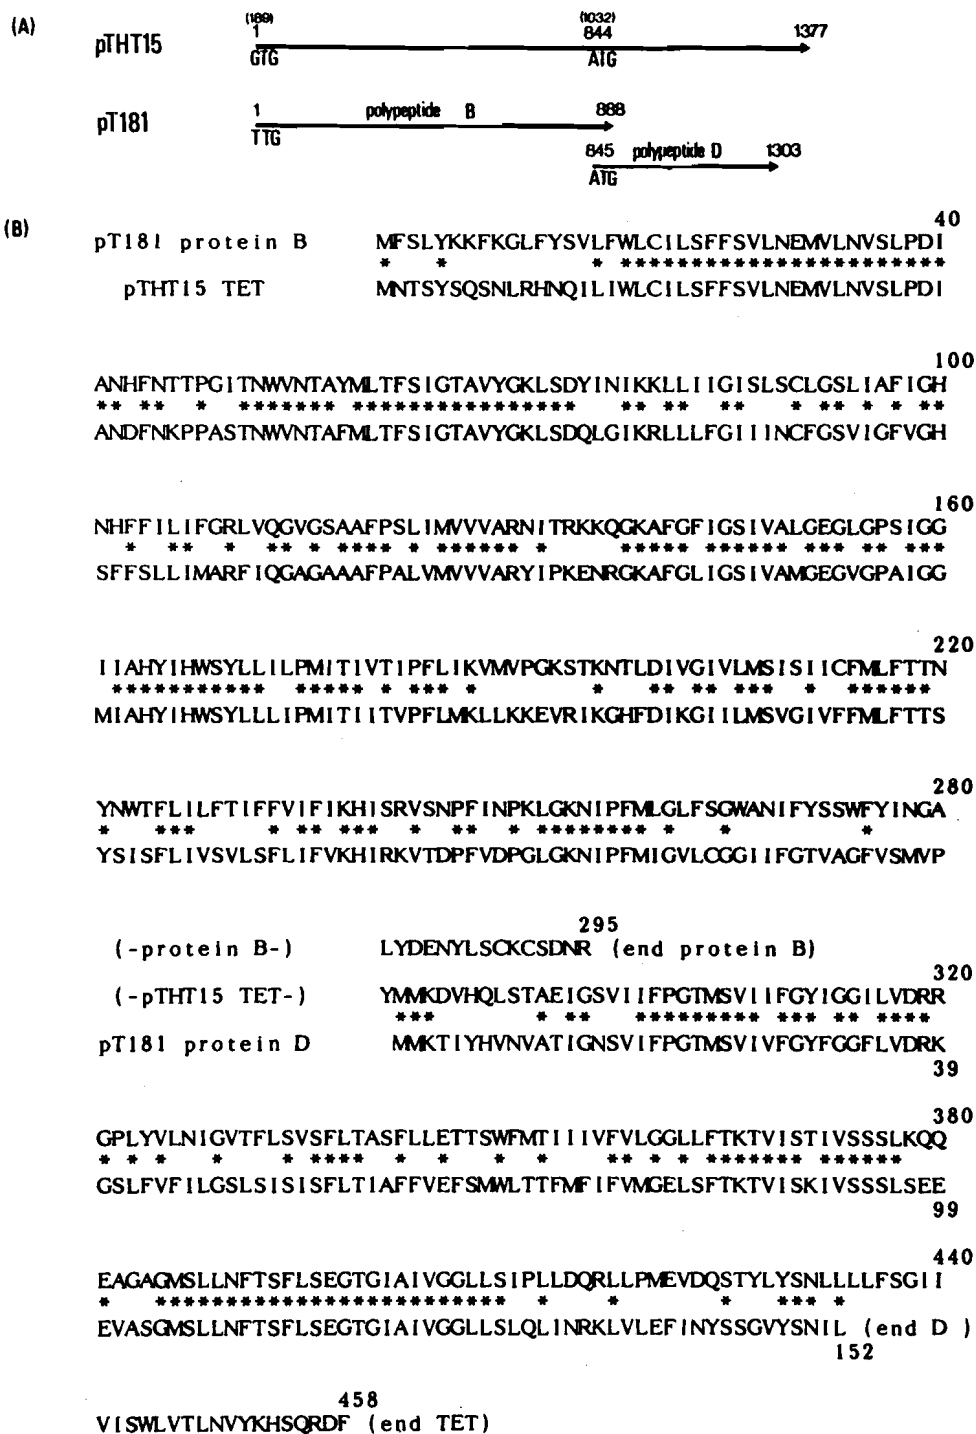 (A)
(189) (1032)
pTHT15 1 844 1377
GTG ATG
1 polypeptide B 888
pT181
TTG 845 polypeptide D 1303
ATG
(B)
40
pT181 protein B MFSLYKKFKGLFYSVLFWLCILSFFSVLNEMVLNVSLPDI
* * * *********************
pTHT15 TET MNTSYSQSNLRHNQILIWLCILSFFSVLNEMVLNVSLPDI
100
ANHFNTTPGITNWVNTAYMLTFSIGTAVYGKLSDYINIKKLLIIGISLSCLGSLIAFIGH
** ** * ****** *************** ** ** ** * ** * * **
ANDFNKPPASTNWVNTAFMLTFSIGTAVYGKLSDQLGIKRLLLFGIIINCFGSVIGFVGH
160
NHFFILIFGRLVQGVGSAAFPSLIMVVVARNITRKKQGKAFGFIGSIVALGEGLGPSIGG
* ** * ** * **** * ****** * ***** ****** *** ** ***
SFFSLLIMARFIQGAGAAAFPALVMVVVARYIPKENRGKAFGLIGSIVAMGEGVGPAIGG
220
IIAHYIHWSYLLILPMITIVTIPFLIKVMVPGKSTKNTLDIVGIVLMSISIICFMLFTTN
*********** ***** * *** * * ** ** *** * ******
MIAHYIHWSYLLLIPMITIITVPFLMKLLKKEVRIKGHFDIKGIILMSVGIVFFMLFTTS
280
YNWTFLILFTIFFVIFIKHISRVSNPFINPKLGKNIPFMLGLFSGWANIFYSSWFYINGA
* *** * ** *** * ** * ******** * * *
YSISFLIVSVLSFLIFVKHIRKVTDPFVDPGLGKNIPFMIGVLCGGIIFGTVAGFVSMVP
295
(-protein B-) LYDENYLSCKCSDNR (end protein B)
320
(-pTHT15 TET-) YMMKDVHQLSTAEIGSVIIFPGTMSVIIFGYIGGILVDRR
*** * ** ********* *** ** ****
pT181 protein D MMKTIYHVNVATIGNSVIFPGTMSVIVFGYFGGFLVDRK
39
380
GPLYVLNIGVTFLSVSFLTASFLLETTSWFMTIIIVFVLGGLLFTKTVISTIVSSSLKQQ
* * * * * **** * * * * ** * * ******* ******
GSLFVFILGSLSISISFLTIAFFVEFSMWLTTFMFIFVMGELSFTKTVISKIVSSSLSEE
99
440
EAGAGMSLLNFTSFLSEGTGIAIVGGLLSIPLLDQRLLPMEVDQSTYLYSNLLLLFSGII
* ************************* * * * *** *
EVASGMSLLNFTSFLSEGTGIAIVGGLLSLQLINRKLVLEFINYSSGVYSNIL (end D )
152
458
VISWLVTLNVYKHSQRDF (end TET)